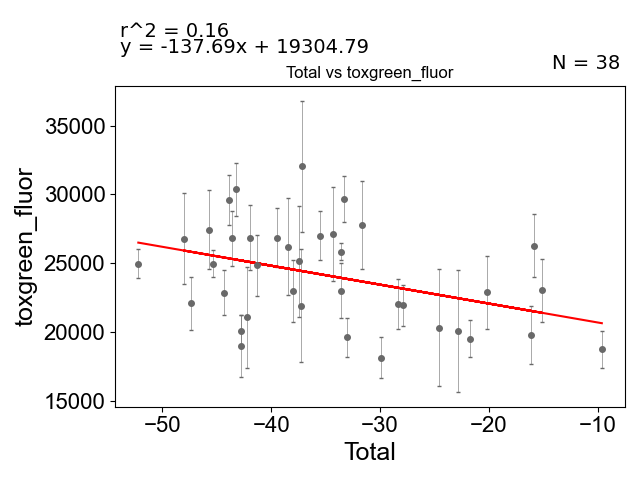 r^2 = 0.16
y = -137.69x + 19304.79
N = 38
Total vs toxgreen_fluor
35000
30000
25000
20000
15000
toxgreen_fluor
−50
−40
−30
−20
−10
Total